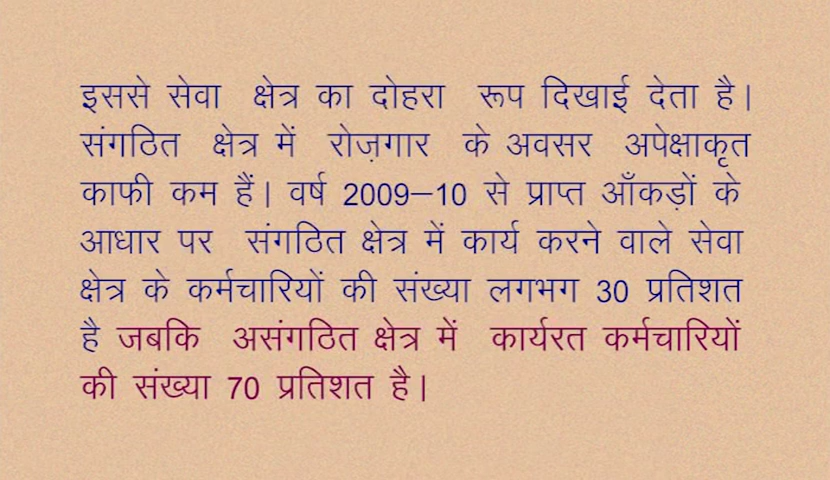 इससे सेवा क्षेत्र का दोहरा रूप दिखाई देता है।
संगठित क्षेत्र में रोज़गार के अवसर अपेक्षाकृत
काफी कम हैं। वर्ष 2009–10 से प्राप्त आँकड़ों के
आधार पर संगठित क्षेत्र में कार्य करने वाले सेवा
क्षेत्र के कर्मचारियों की संख्या लगभग 30 प्रतिशत
है जबकि असंगठित क्षेत्र में कार्यरत कर्मचारियों
की संख्या 70 प्रतिशत है।